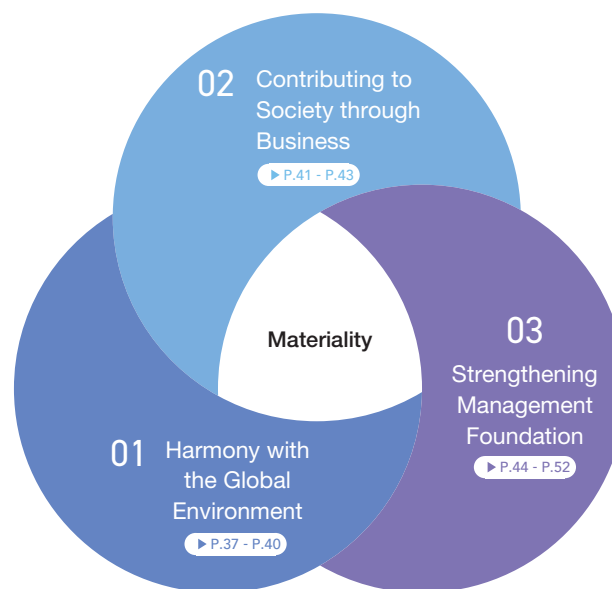 02
Contributing to
Society through
Business
▶ P.41 - P.43
Materiality
03
Strengthening
Management
Foundation
▶ P.44 - P.52
01
Harmony with
the Global
Environment
▶ P.37 - P.40